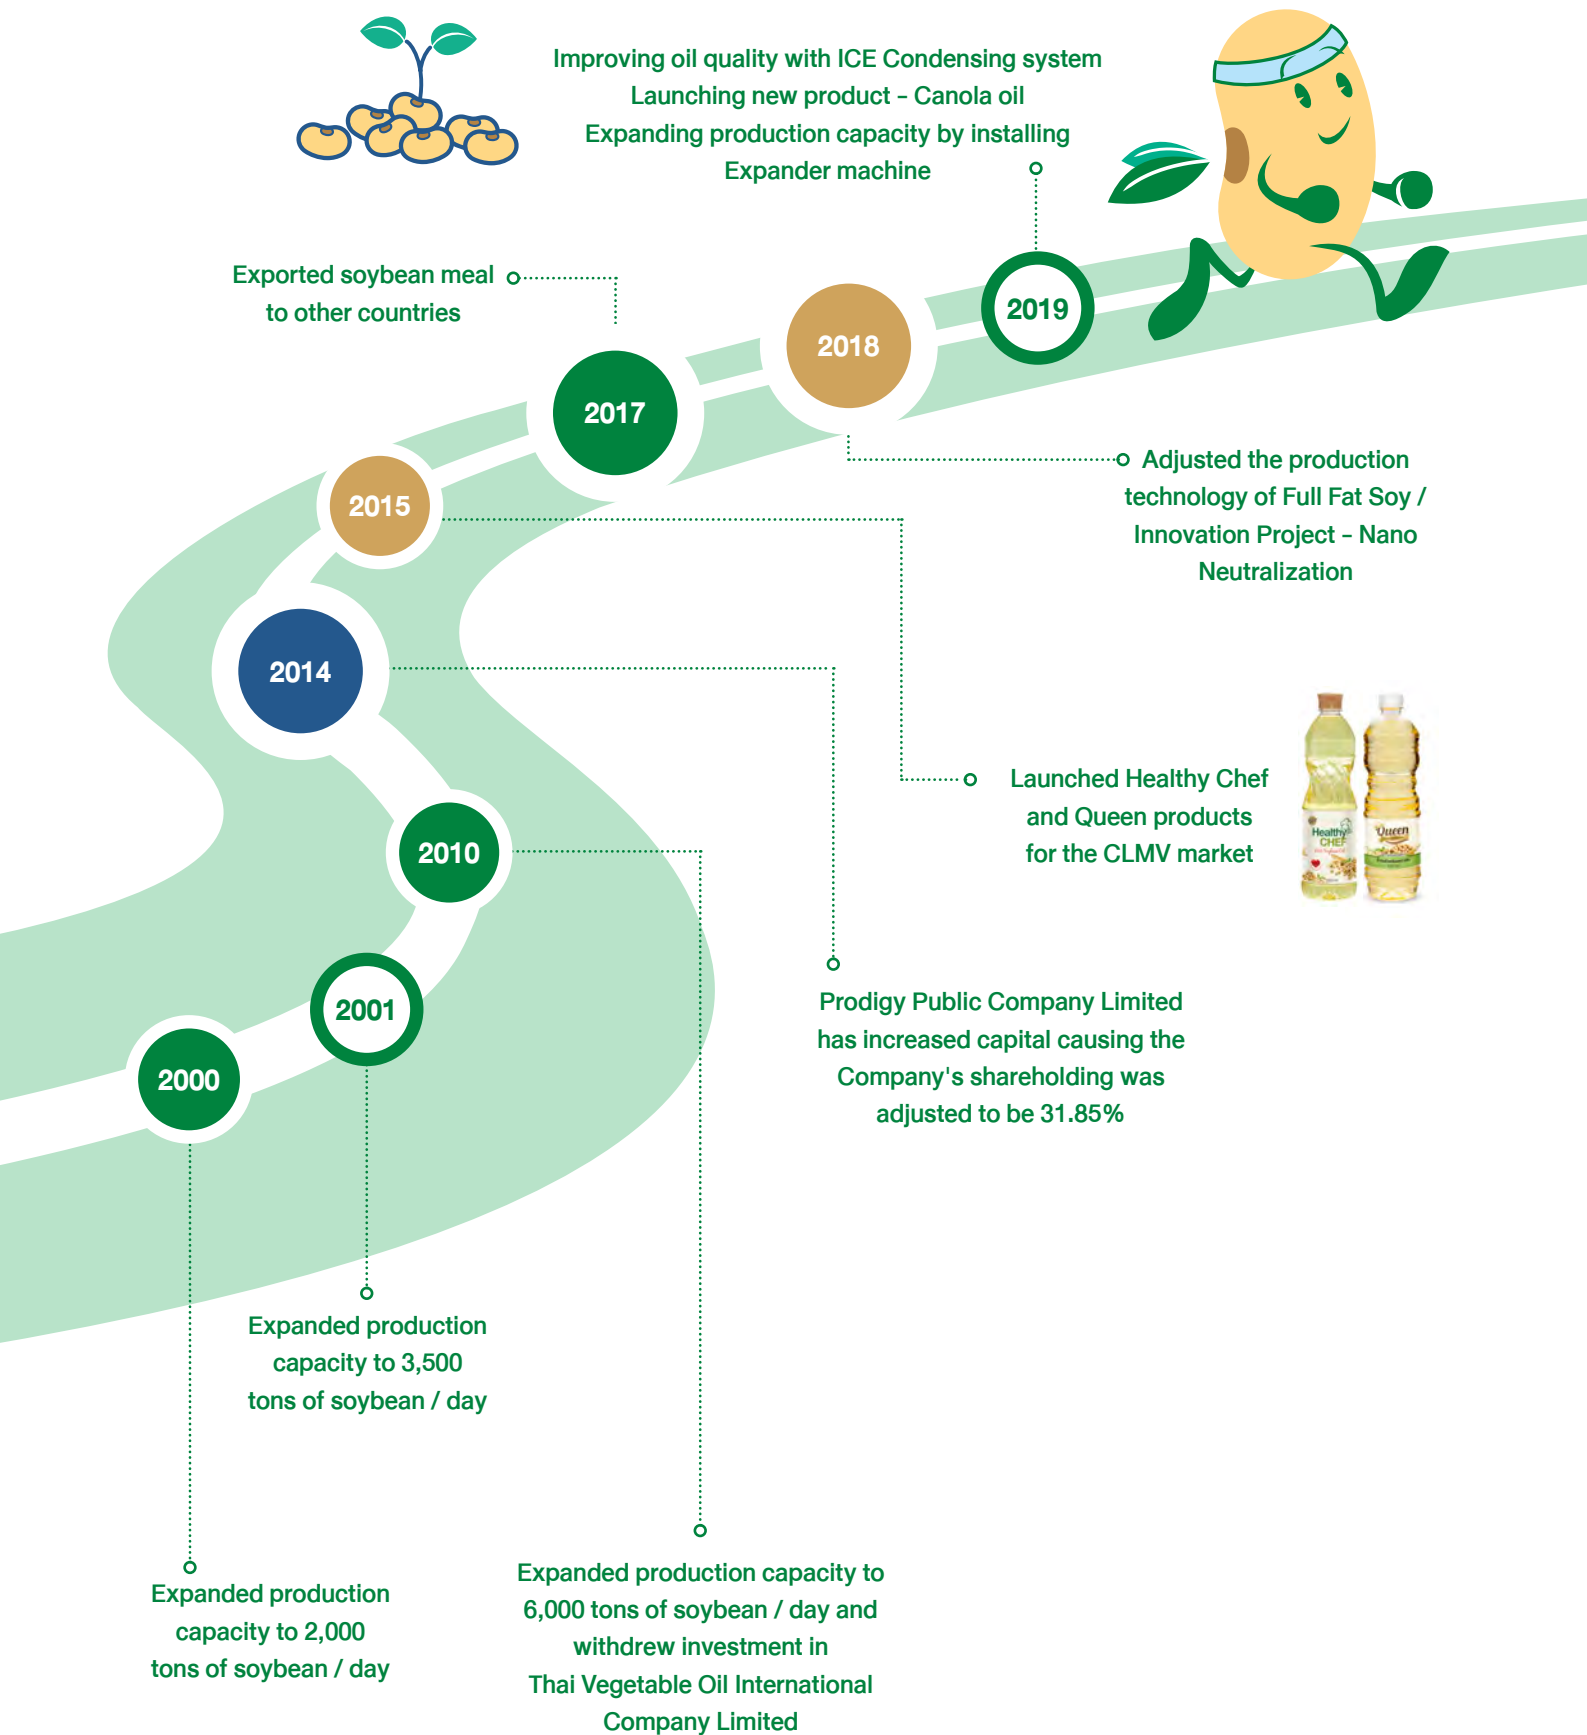 Improving oil quality with ICE Condensing system
Launching new product – Canola oil
Expanding production capacity by installing
Expander machine
Exported soybean meal
to other countries
2019
2018
2017
Adjusted the production
technology of Full Fat Soy /
Innovation Project – Nano
Neutralization
2015
2014
Launched Healthy Chef
and Queen products
for the CLMV market
Healthy
CHEF
Queen
2010
Prodigy Public Company Limited
has increased capital causing the
Company's shareholding was
adjusted to be 31.85%
2001
2000
Expanded production
capacity to 3,500
tons of soybean / day
Expanded production
capacity to 2,000
tons of soybean / day
Expanded production capacity to
6,000 tons of soybean / day and
withdrew investment in
Thai Vegetable Oil International
Company Limited